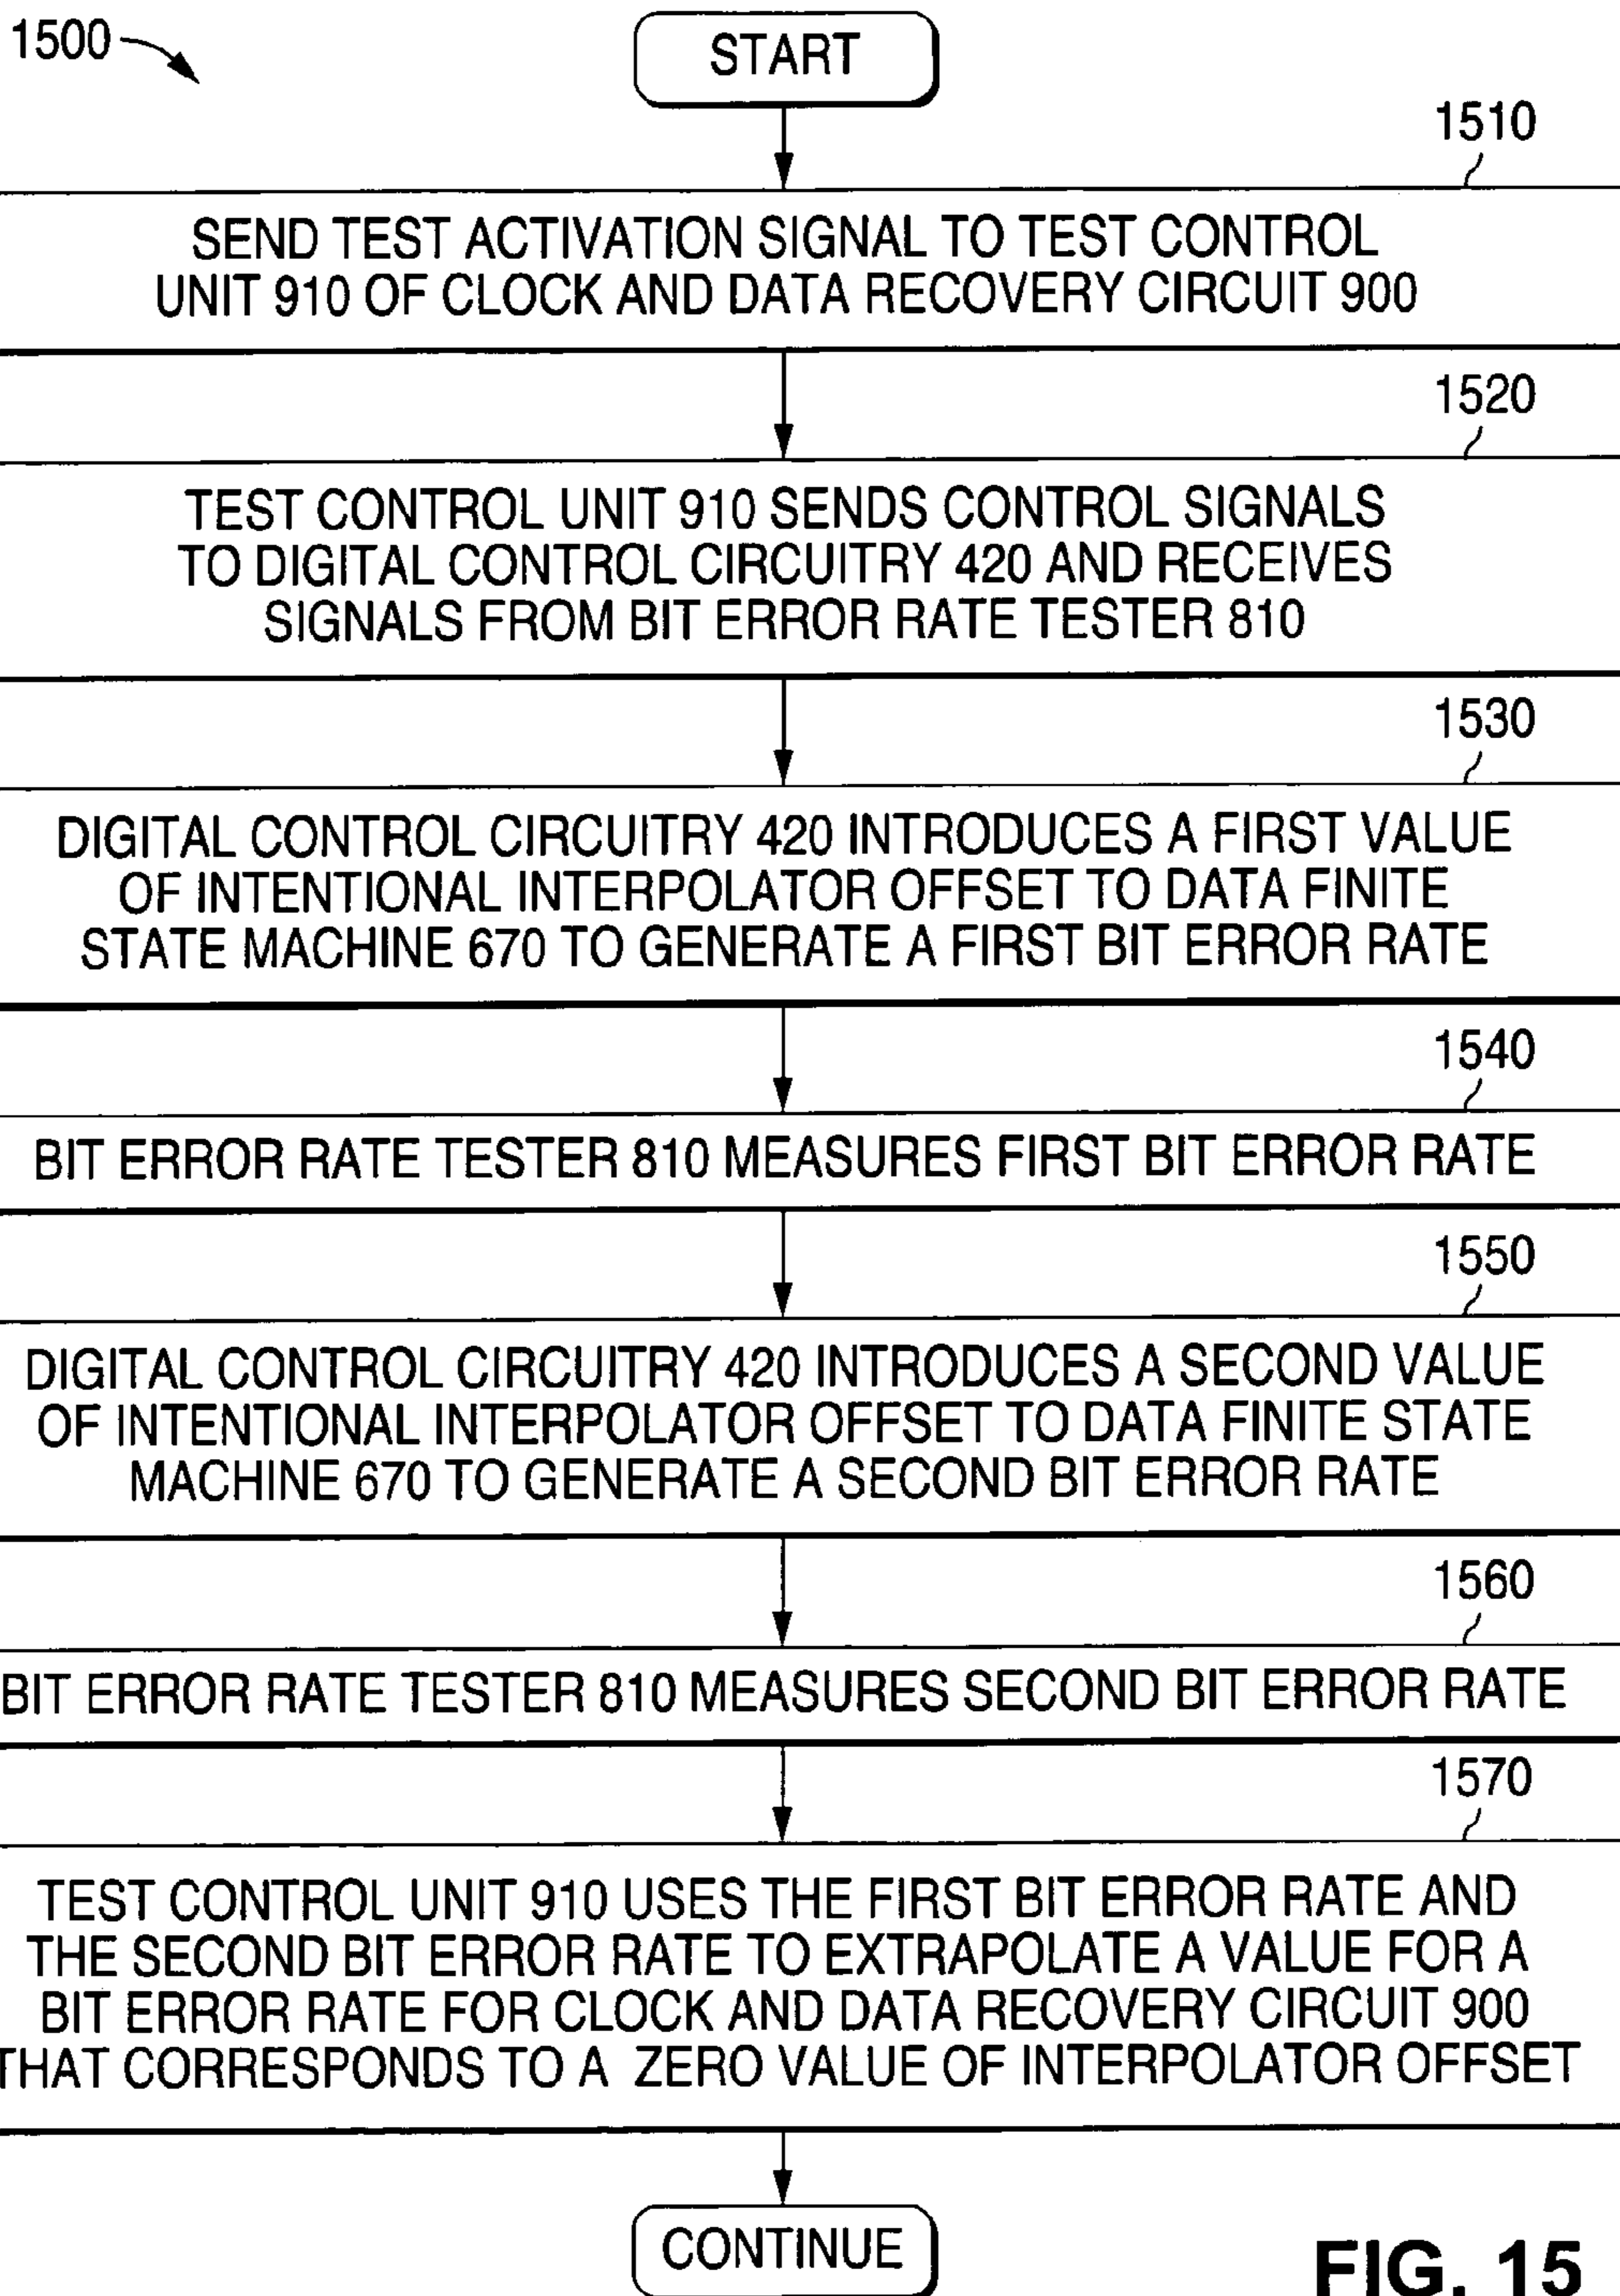 1500
START
1510
SEND TEST ACTIVATION SIGNAL TO TEST CONTROL
UNIT 910 OF CLOCK AND DATA RECOVERY CIRCUIT 900
1520
TEST CONTROL UNIT 910 SENDS CONTROL SIGNALS
TO DIGITAL CONTROL CIRCUITRY 420 AND RECEIVES
SIGNALS FROM BIT ERROR RATE TESTER 810
1530
DIGITAL CONTROL CIRCUITRY 420 INTRODUCES A FIRST VALUE
OF INTENTIONAL INTERPOLATOR OFFSET TO DATA FINITE
STATE MACHINE 670 TO GENERATE A FIRST BIT ERROR RATE
1540
BIT ERROR RATE TESTER 810 MEASURES FIRST BIT ERROR RATE
1550
DIGITAL CONTROL CIRCUITRY 420 INTRODUCES A SECOND VALUE
OF INTENTIONAL INTERPOLATOR OFFSET TO DATA FINITE STATE
MACHINE 670 TO GENERATE A SECOND BIT ERROR RATE
1560
BIT ERROR RATE TESTER 810 MEASURES SECOND BIT ERROR RATE
1570
TEST CONTROL UNIT 910 USES THE FIRST BIT ERROR RATE AND
THE SECOND BIT ERROR RATE TO EXTRAPOLATE A VALUE FOR A
BIT ERROR RATE FOR CLOCK AND DATA RECOVERY CIRCUIT 900
THAT CORRESPONDS TO A ZERO VALUE OF INTERPOLATOR OFFSET
CONTINUE
FIG. 15